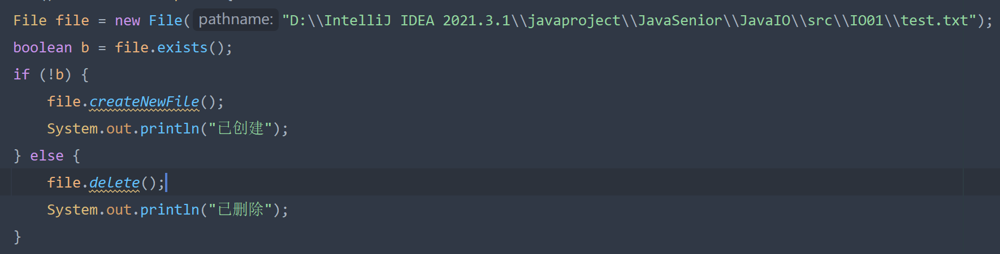 File file = new File( pathname: "D:\\IntelliJ IDEA 2021.3.1\\javaproject\\JavaSenior\\JavaIO\\src\\IO01\\test.txt");
boolean b = file.exists();
if (!b) {
    file.createNewFile();
    System.out.println("已创建");
} else {
    file.delete();
    System.out.println("已删除");
}